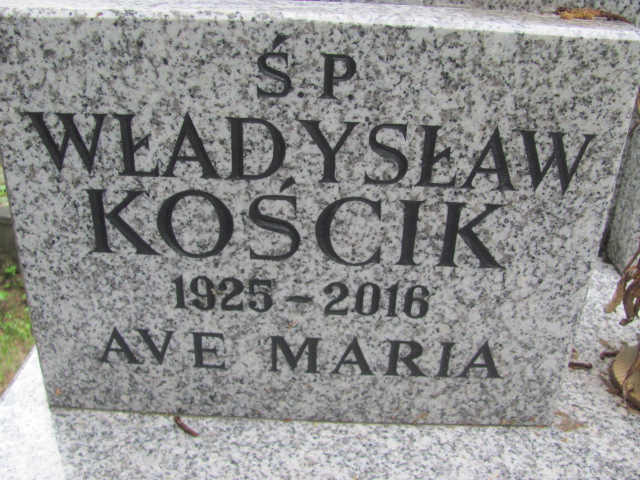 Ś.P
WŁADYSŁAW
KOŚCIK
1925-2016
AVE MARIA